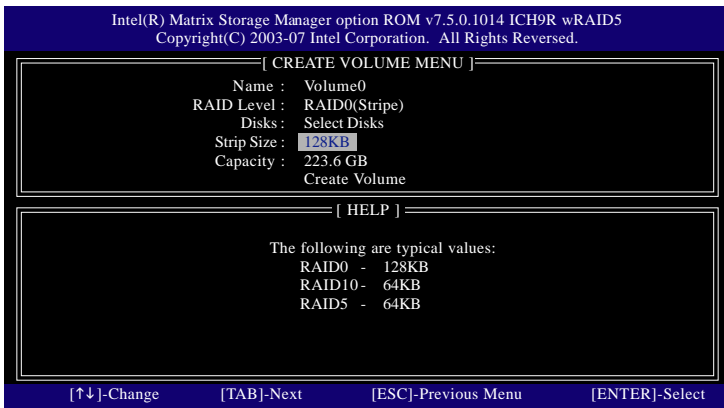 Intel(R) Matrix Storage Manager option ROM v7.5.0.1014 ICH9R wRAID5
Copyright(C) 2003-07 Intel Corporation. All Rights Reversed.
[ CREATE VOLUME MENU ]
Name : Volume0
RAID Level : RAID0(Stripe)
Disks : Select Disks
Strip Size : 128KB
Capacity : 223.6 GB
Create Volume
[ HELP ]
The following are typical values:
RAID0 - 128KB
RAID10 - 64KB
RAID5 - 64KB
[↑↓]-Change [TAB]-Next [ESC]-Previous Menu [ENTER]-Select